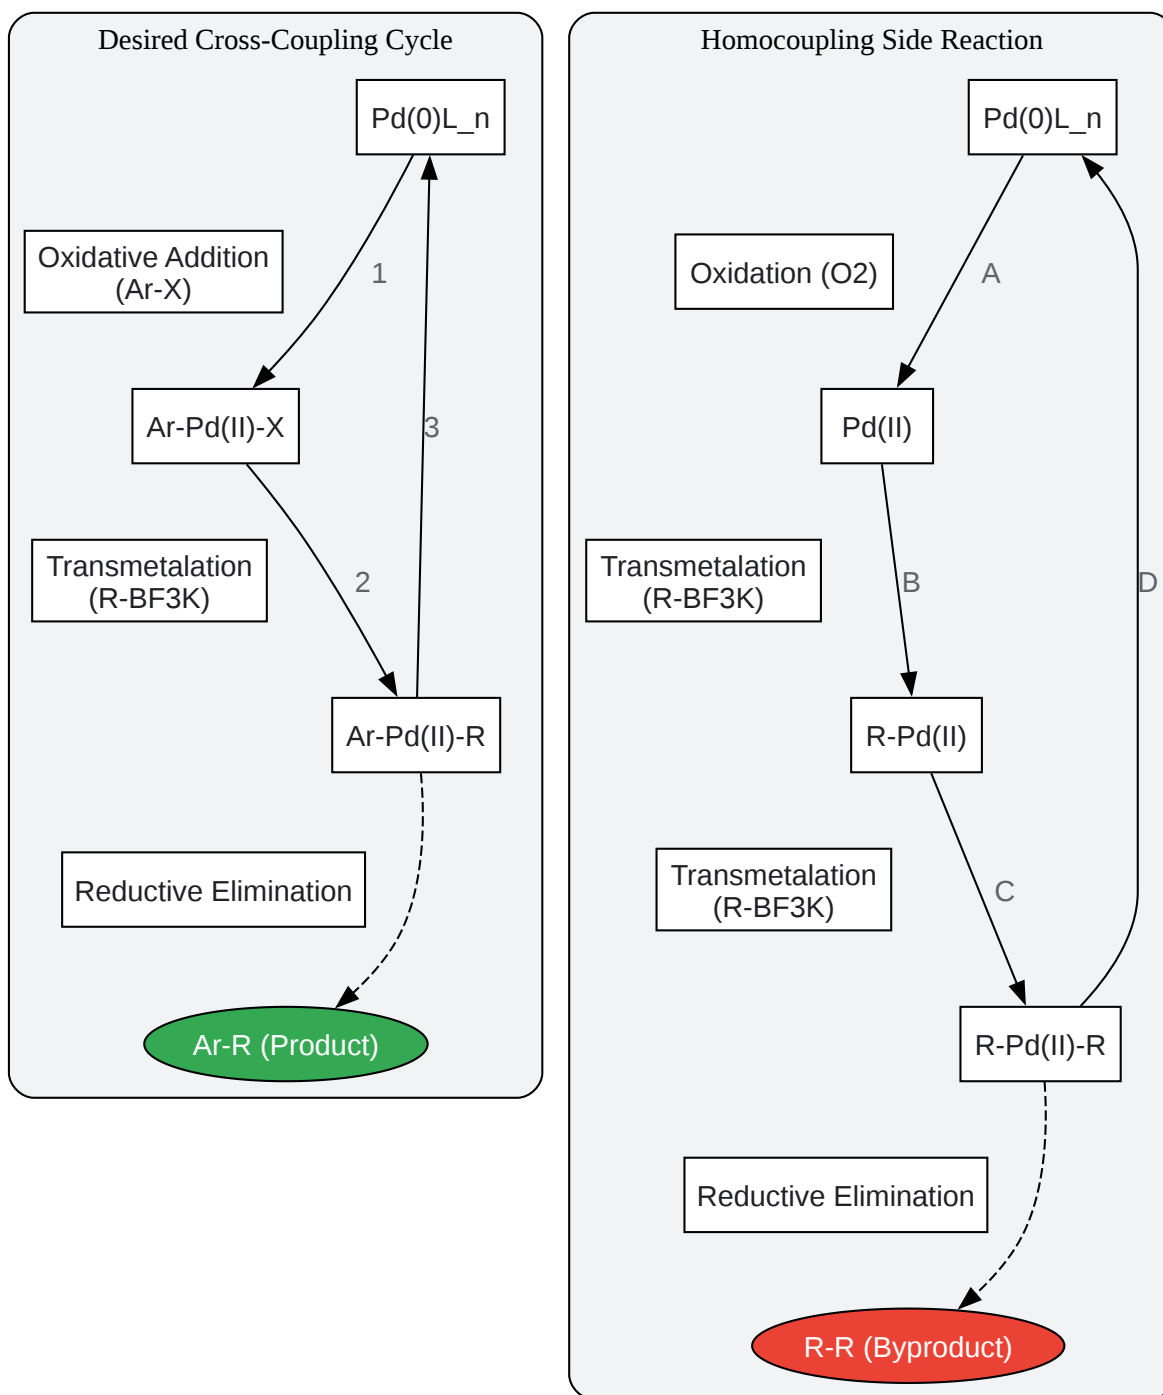 Desired Cross-Coupling Cycle
Pd(0)L_n
Oxidative Addition
(Ar-X)
1
Ar-Pd(II)-X
3
Transmetalation
(R-BF3K)
2
Ar-Pd(II)-R
Reductive Elimination
Ar-R (Product)
Homocoupling Side Reaction
Pd(0)L_n
Oxidation (O2)
A
Pd(II)
Transmetalation
(R-BF3K)
B
D
R-Pd(II)
Transmetalation
(R-BF3K)
C
R-Pd(II)-R
Reductive Elimination
R-R (Byproduct)